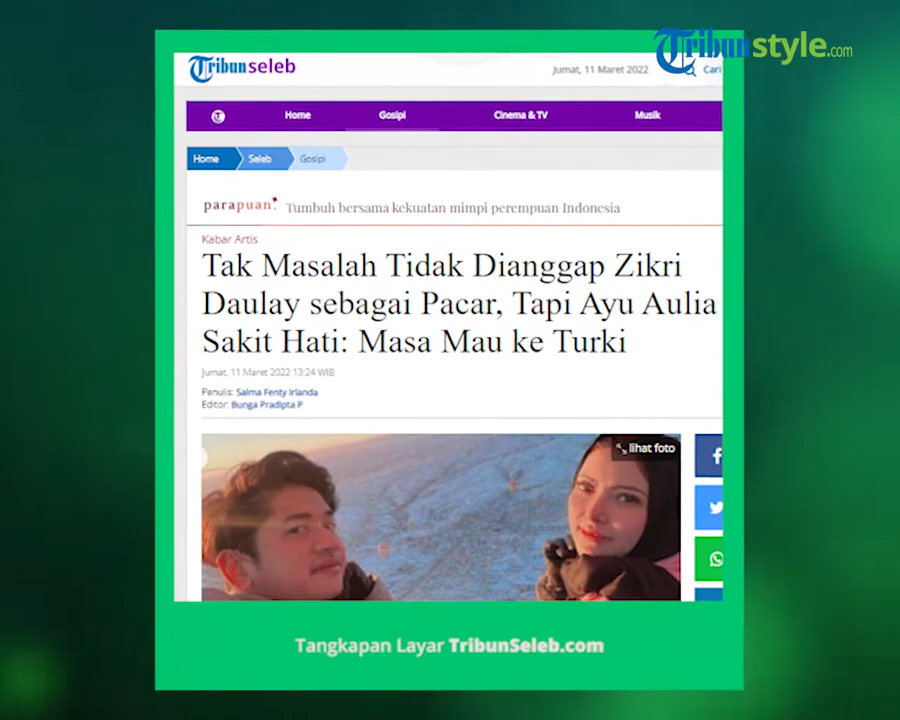 Tribunstyle.com
Tribunseleb
Jumat, 11 Maret 2022
Cari
Home
Gosipi
Cinema & TV
Musik
Home
Seleb
Gosipi
parapuan.
Tumbuh bersama kekuatan mimpi perempuan Indonesia
Kabar Artis
Tak Masalah Tidak Dianggap Zikri
Daulay sebagai Pacar, Tapi Ayu Aulia
Sakit Hati: Masa Mau ke Turki
Jumat, 11 Maret 2022 13:24 WIB
Penulis: Salma Fenty Irlanda
Editor: Bunga Pradipta P
lihat foto
Tangkapan Layar TribunSeleb.com